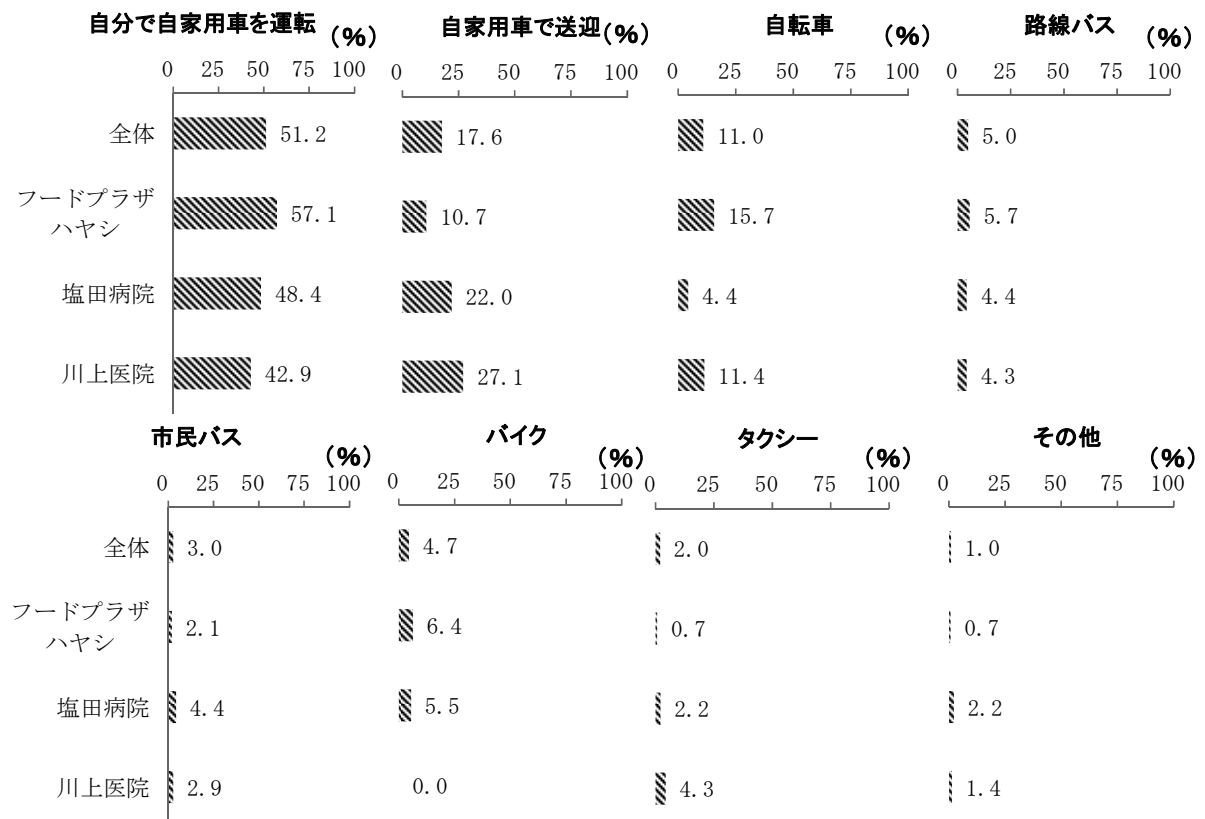 自分で自家用車を運転 (%)
自家用車で送迎(%)
自転車 (%)
路線バス (%)
0 25 50 75 100
0 25 50 75 100
0 25 50 75 100
0 25 50 75 100
全体 51.2 17.6 11.0 5.0
フードプラザ
ハヤシ 57.1 10.7 15.7 5.7
塩田病院 48.4 22.0 4.4 4.4
川上医院 42.9 27.1 11.4 4.3
市民バス (%)
バイク (%)
タクシー (%)
その他 (%)
0 25 50 75 100
0 25 50 75 100
0 25 50 75 100
0 25 50 75 100
全体 3.0 4.7 2.0 1.0
フードプラザ
ハヤシ 2.1 6.4 0.7 0.7
塩田病院 4.4 5.5 2.2 2.2
川上医院 2.9 0.0 4.3 1.4